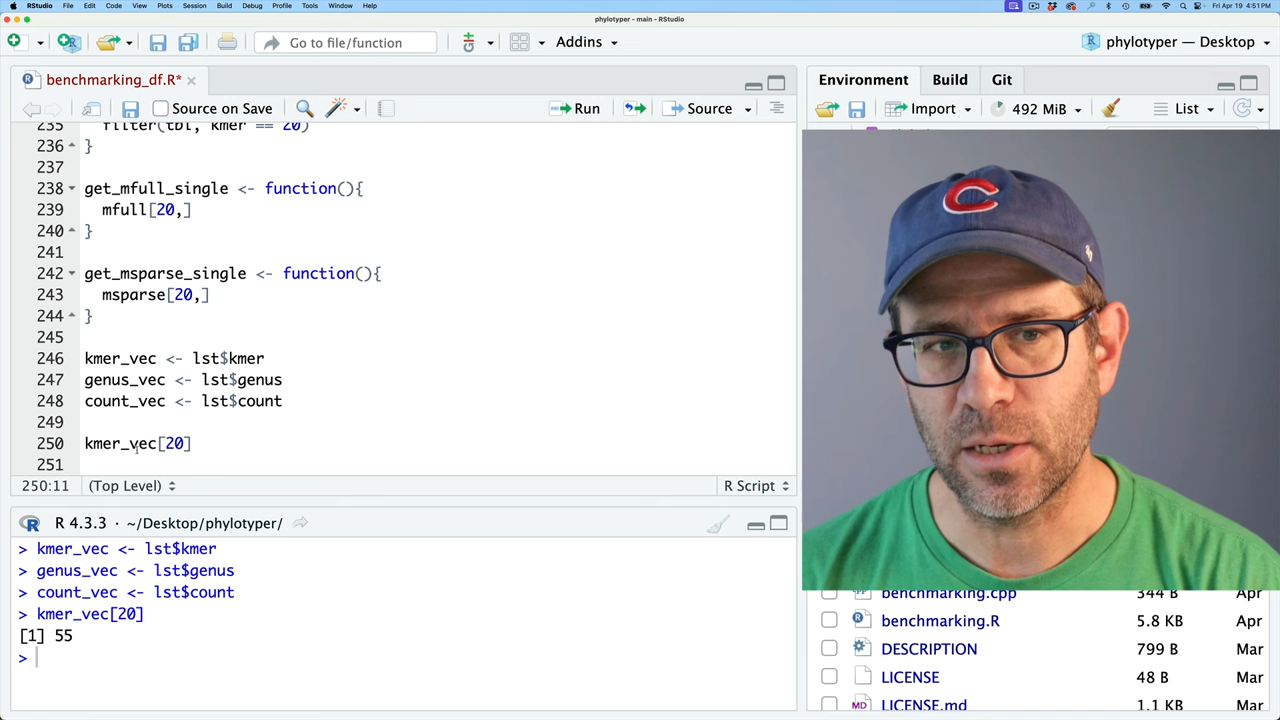 RStudio File Edit Code View Plots Session Build Debug Profile Tools Window Help
Fri Apr 19 4:51 PM
phylotyper - main - RStudio
Go to file/function
Addins
phylotyper — Desktop
benchmarking_df.R*
Source on Save
Run
Source
235 filter(tbl, kmer == 20)
236 }
237
238 get_mfull_single <- function(){
239 mfull[20,]
240 }
241
242 get_msparse_single <- function(){
243 msparse[20,]
244 }
245
246 kmer_vec <- lst$kmer
247 genus_vec <- lst$genus
248 count_vec <- lst$count
249
250 kmer_vec[20]
251
250:11 (Top Level) R Script
R 4.3.3 · ~/Desktop/phylotyper/
> kmer_vec <- lst$kmer
> genus_vec <- lst$genus
> count_vec <- lst$count
> kmer_vec[20]
[1] 55
>
Environment Build Git
Import 492 MiB List
C
benchmarking.cpp 344 B Apr
benchmarking.R 5.8 KB Apr
DESCRIPTION 799 B Mar
LICENSE 48 B Mar
LICENSE.md 1.1 KB Mar